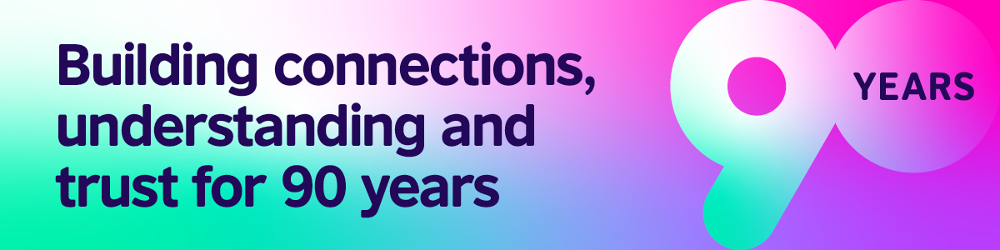 Building connections,
understanding and
trust for 90 years
90
YEARS